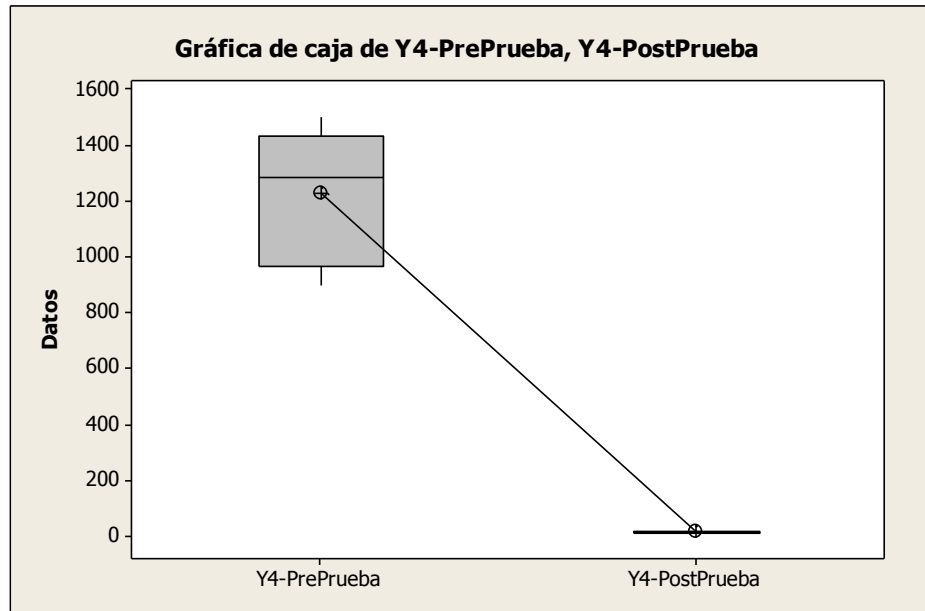 Gráfica de caja de Y4-PrePrueba, Y4-PostPrueba
1600
1400
1200
1000
800
600
400
200
0
Datos
Y4-PrePrueba
Y4-PostPrueba